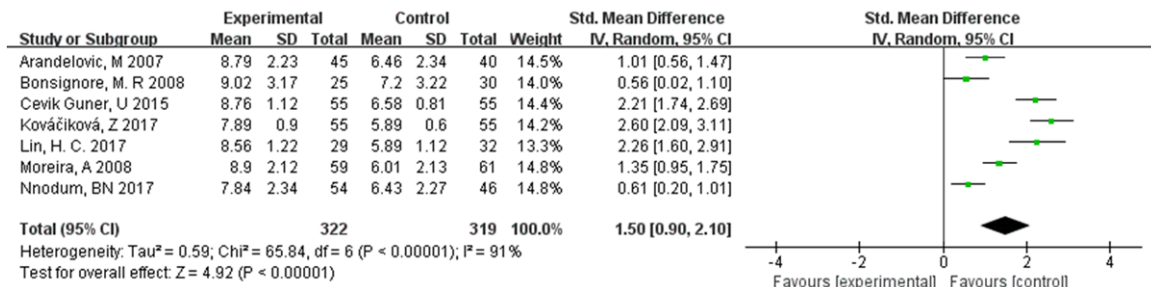 Experimental Control Std. Mean Difference Std. Mean Difference
Study or Subgroup Mean SD Total Mean SD Total Weight IV, Random, 95% CI IV, Random, 95% CI
Arandelovic, M 2007 8.79 2.23 45 6.46 2.34 40 14.5% 1.01 [0.56, 1.47]
Bonsignore, M. R 2008 9.02 3.17 25 7.2 3.22 30 14.0% 0.56 [0.02, 1.10]
Cevik Guner, U 2015 8.76 1.12 55 6.58 0.81 55 14.4% 2.21 [1.74, 2.69]
Kováčiková, Z 2017 7.89 0.9 55 5.89 0.6 55 14.2% 2.60 [2.09, 3.11]
Lin, H. C. 2017 8.56 1.22 29 5.89 1.12 32 13.3% 2.26 [1.60, 2.91]
Moreira, A 2008 8.9 2.12 59 6.01 2.13 61 14.8% 1.35 [0.95, 1.75]
Nnodum, BN 2017 7.84 2.34 54 6.43 2.27 46 14.8% 0.61 [0.20, 1.01]
Total (95% CI) 322 319 100.0% 1.50 [0.90, 2.10]
Heterogeneity: Tau² = 0.59; Chi² = 65.84, df = 6 (P < 0.00001); I² = 91%
Test for overall effect: Z = 4.92 (P < 0.00001)
-4 -2 0 2 4
Favours [experimental] Favours [control]